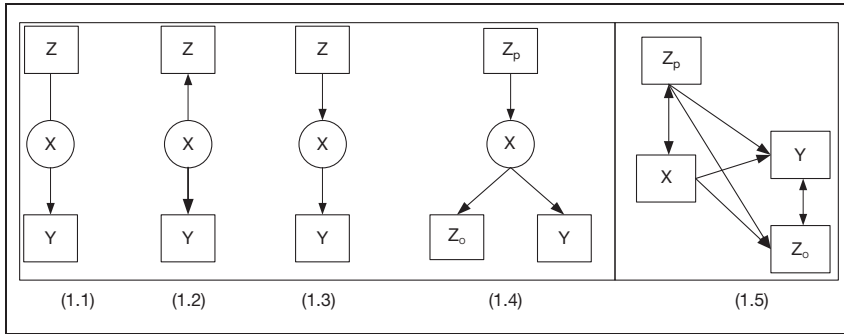 Z Z Z Zₚ Zₚ
X X X X X Y
Y Y Y Zₒ Y Zₒ
(1.1) (1.2) (1.3) (1.4) (1.5)